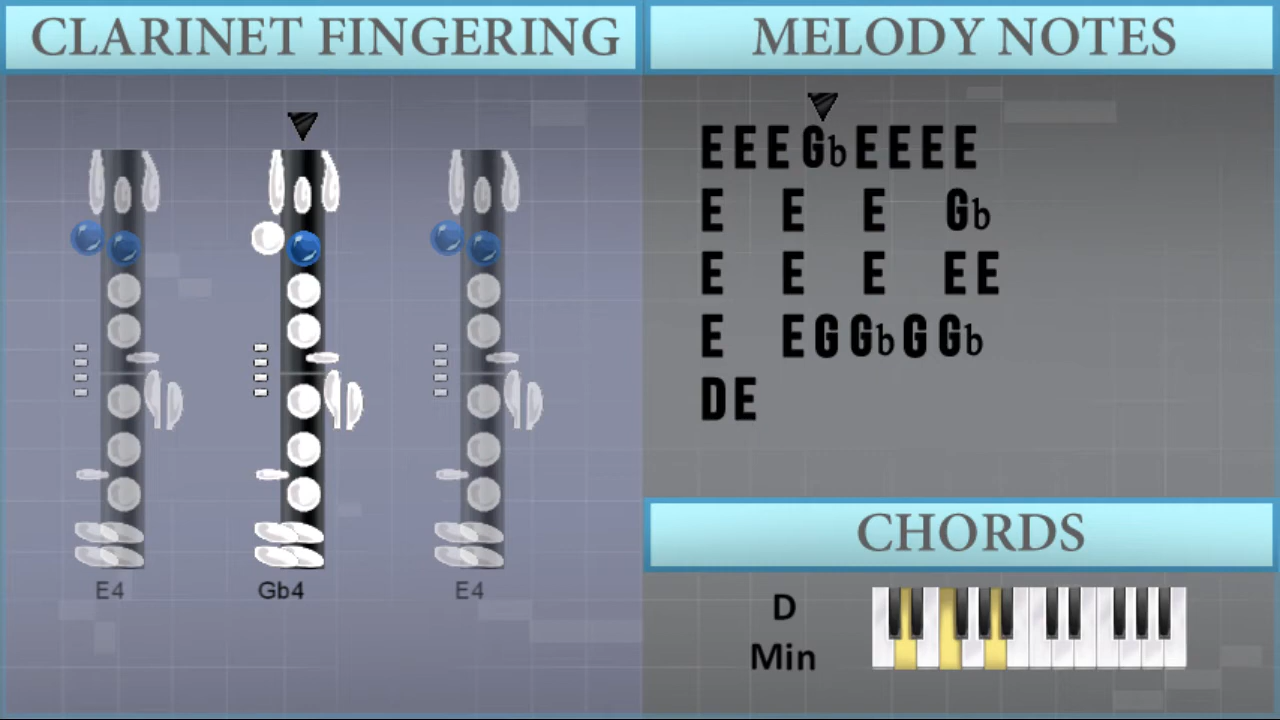 CLARINET FINGERING
E4 Gb4 E4
MELODY NOTES
E E E Gb E E E E
E E E Gb
E E E E E
E E G Gb G Gb
D E
CHORDS
D
Min